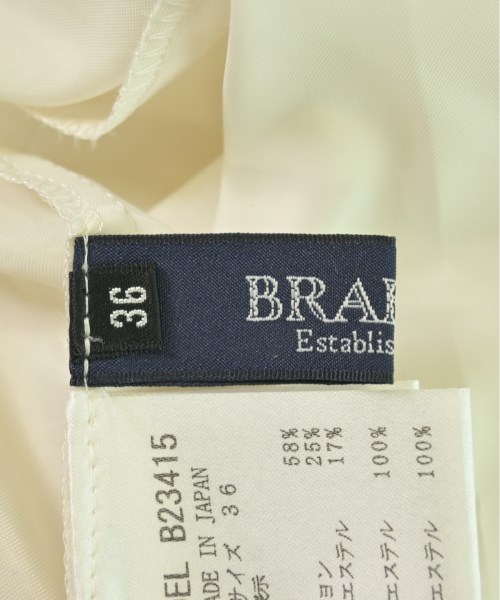 36
BRA
Establis
EL B23415
ADE IN JAPAN
サイズ 36
示
58%
25%
ヨン 17%
エステル
エステル 100%
エステル 100%